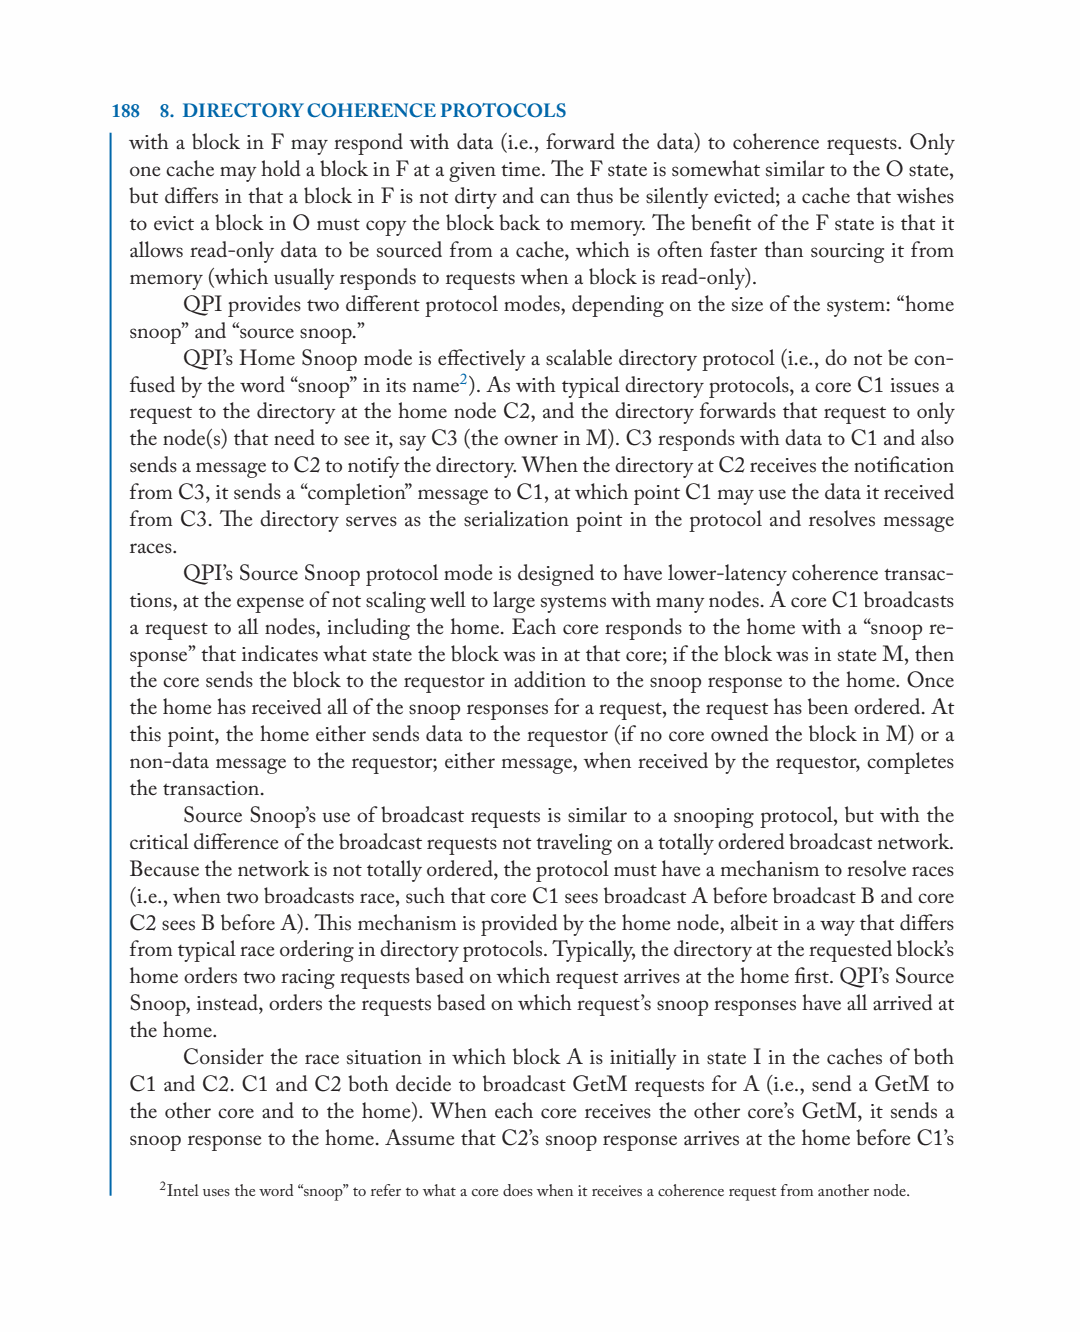 188 8. DIRECTORY COHERENCE PROTOCOLS
with a block in F may respond with data (i.e., forward the data) to coherence requests. Only
one cache may hold a block in F at a given time. The F state is somewhat similar to the O state,
but differs in that a block in F is not dirty and can thus be silently evicted; a cache that wishes
to evict a block in O must copy the block back to memory. The benefit of the F state is that it
allows read-only data to be sourced from a cache, which is often faster than sourcing it from
memory (which usually responds to requests when a block is read-only).
QPI provides two different protocol modes, depending on the size of the system: “home
snoop” and “source snoop.”
QPI’s Home Snoop mode is effectively a scalable directory protocol (i.e., do not be con-
fused by the word “snoop” in its name²). As with typical directory protocols, a core C1 issues a
request to the directory at the home node C2, and the directory forwards that request to only
the node(s) that need to see it, say C3 (the owner in M). C3 responds with data to C1 and also
sends a message to C2 to notify the directory. When the directory at C2 receives the notification
from C3, it sends a “completion” message to C1, at which point C1 may use the data it received
from C3. The directory serves as the serialization point in the protocol and resolves message
races.
QPI’s Source Snoop protocol mode is designed to have lower-latency coherence transac-
tions, at the expense of not scaling well to large systems with many nodes. A core C1 broadcasts
a request to all nodes, including the home. Each core responds to the home with a “snoop re-
sponse” that indicates what state the block was in at that core; if the block was in state M, then
the core sends the block to the requestor in addition to the snoop response to the home. Once
the home has received all of the snoop responses for a request, the request has been ordered. At
this point, the home either sends data to the requestor (if no core owned the block in M) or a
non-data message to the requestor; either message, when received by the requestor, completes
the transaction.
Source Snoop’s use of broadcast requests is similar to a snooping protocol, but with the
critical difference of the broadcast requests not traveling on a totally ordered broadcast network.
Because the network is not totally ordered, the protocol must have a mechanism to resolve races
(i.e., when two broadcasts race, such that core C1 sees broadcast A before broadcast B and core
C2 sees B before A). This mechanism is provided by the home node, albeit in a way that differs
from typical race ordering in directory protocols. Typically, the directory at the requested block’s
home orders two racing requests based on which request arrives at the home first. QPI’s Source
Snoop, instead, orders the requests based on which request’s snoop responses have all arrived at
the home.
Consider the race situation in which block A is initially in state I in the caches of both
C1 and C2. C1 and C2 both decide to broadcast GetM requests for A (i.e., send a GetM to
the other core and to the home). When each core receives the other core’s GetM, it sends a
snoop response to the home. Assume that C2’s snoop response arrives at the home before C1’s
²Intel uses the word “snoop” to refer to what a core does when it receives a coherence request from another node.